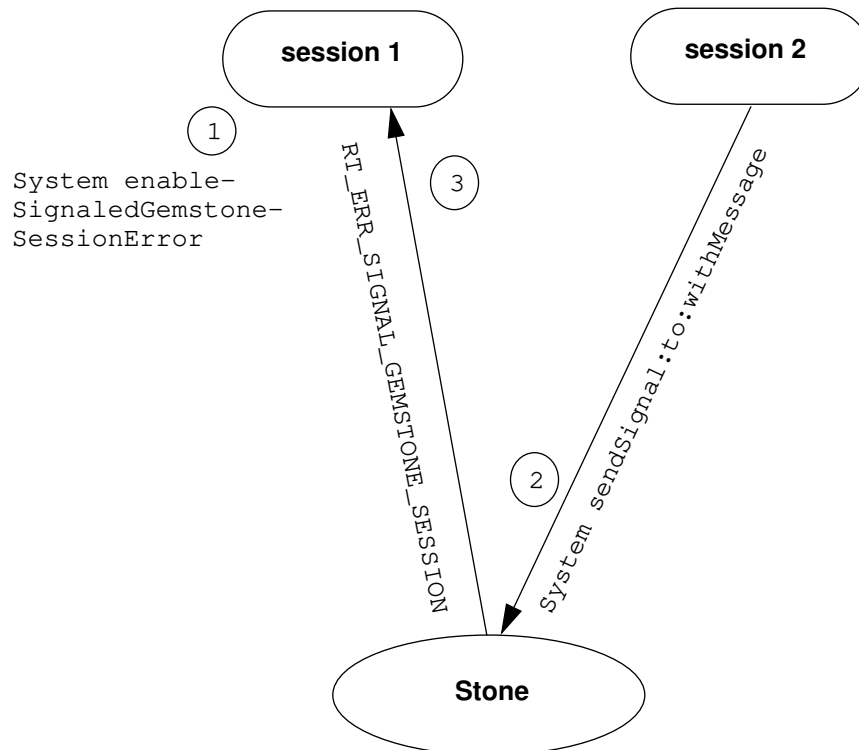 session 1
session 2
1
System enable-
SignaledGemstone-
SessionError
3
RT_ERR_SIGNAL_GEMSTONE_SESSION
System sendSignal:to:withMessage
2
Stone